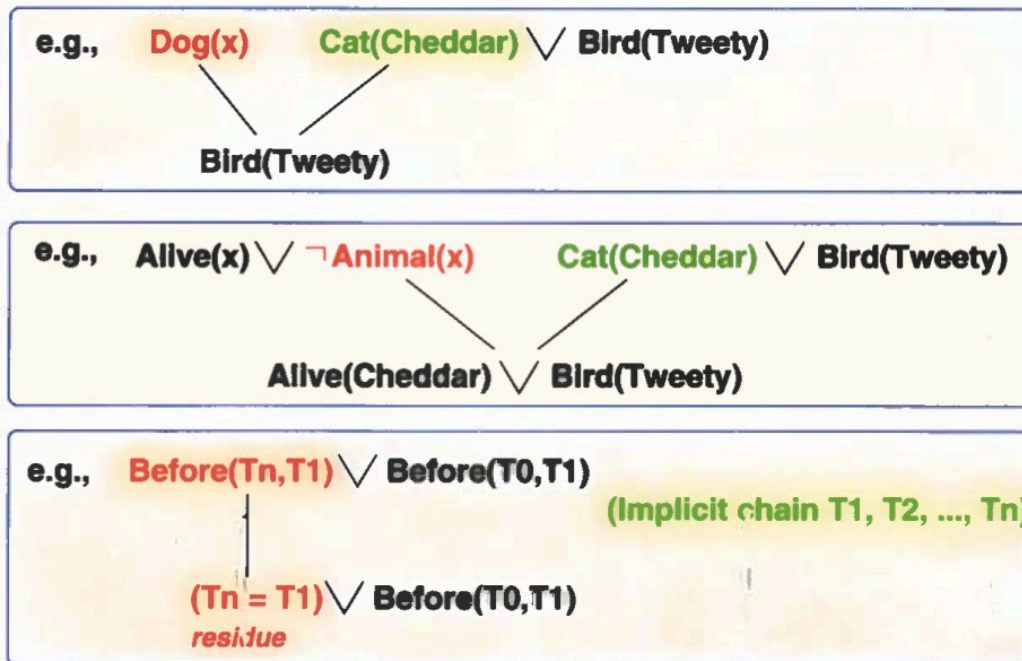 e.g., Dog(x) Cat(Cheddar) ∨ Bird(Tweety)
Bird(Tweety)
e.g., Alive(x) ∨ ¬Animal(x) Cat(Cheddar) ∨ Bird(Tweety)
Alive(Cheddar) ∨ Bird(Tweety)
e.g., Before(Tn,T1) ∨ Before(T0,T1)
(Implicit chain T1, T2, ..., Tn)
(Tn = T1) ∨ Before(T0,T1)
residue